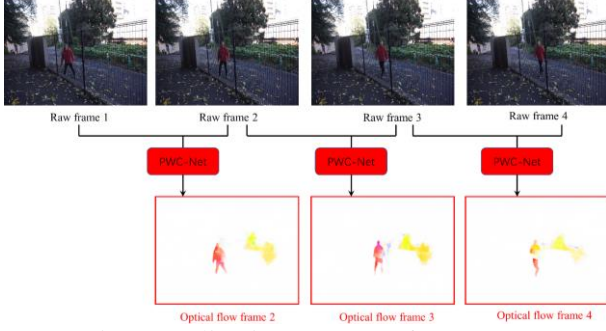 Raw frame 1
Raw frame 2
Raw frame 3
Raw frame 4
PWC-Net
PWC-Net
PWC-Net
Optical flow frame 2
Optical flow frame 3
Optical flow frame 4